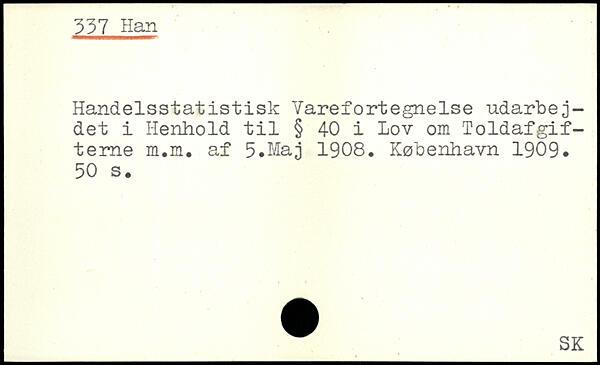 337 Han
Handelsstatistisk Varefortegnelse udarbej-
det i Henhold til § 40 i Lov om Toldafgif-
terne m.m. af 5.Maj 1908. København 1909.
50 s.
SK